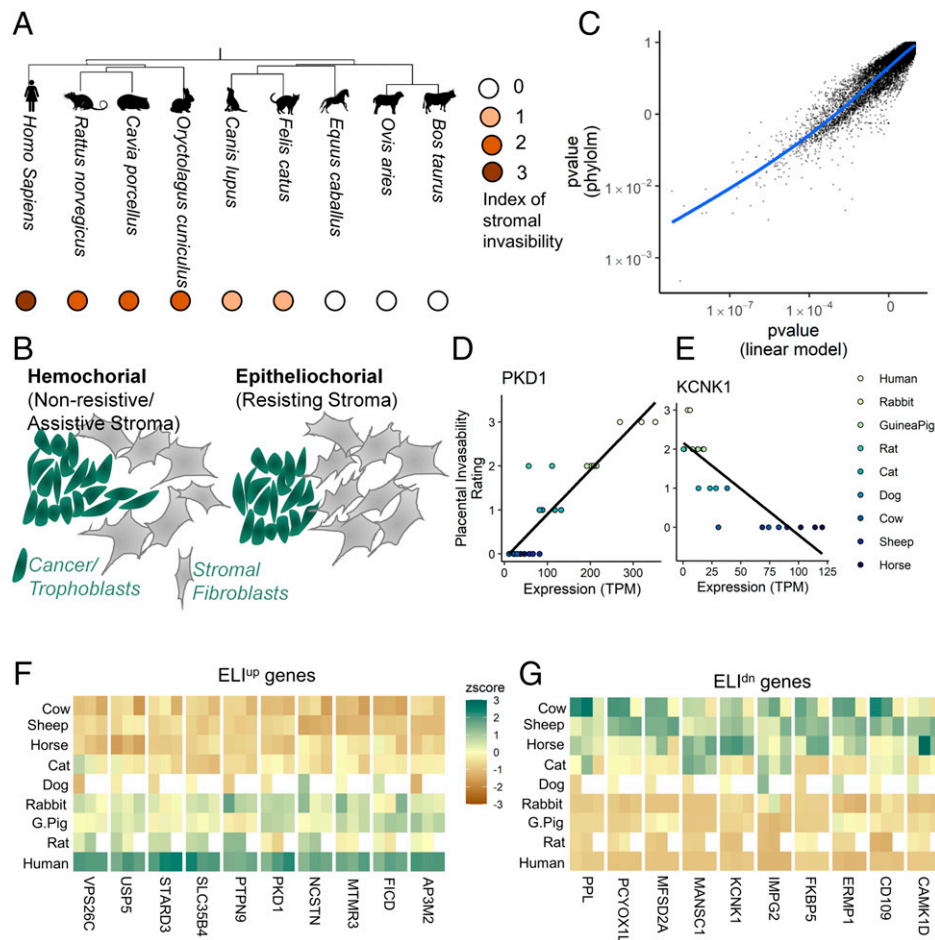 A
Homo Sapiens
Rattus norvegicus
Cavia porcellus
Oryctolagus cuniculus
Canis lupus
Felis catus
Equus caballus
Ovis aries
Bos taurus
0
1
2
3
Index of
stromal
invasibility
B
Hemochorial
(Non-resistive/
Assistive Stroma)
Epitheliochorial
(Resisting Stroma)
Cancer/
Trophoblasts
Stromal
Fibroblasts
C
pvalue
(phylolm)
1
0
1 × 10⁻²
1 × 10⁻³
1 × 10⁻⁷
1 × 10⁻⁴
0
pvalue
(linear model)
D
PKD1
Placental Invasability
Rating
3
2
1
0
0
100
200
300
Expression (TPM)
E
KCNK1
3
2
1
0
0
25
50
75
100
125
Expression (TPM)
Human
Rabbit
GuineaPig
Rat
Cat
Dog
Cow
Sheep
Horse
F
ELIᵘᵖ genes
Cow
Sheep
Horse
Cat
Dog
Rabbit
G.Pig
Rat
Human
VPS26C
USP5
STARD3
SLC35B4
PTPN9
PKD1
NCSTN
MTMR3
FICD
AP3M2
zscore
3
2
1
0
-1
-2
-3
G
ELIᵈⁿ genes
Cow
Sheep
Horse
Cat
Dog
Rabbit
G.Pig
Rat
Human
PPL
PCYOX1L
MFSD2A
MANSC1
KCNK1
IMPG2
FKBP5
ERMP1
CD109
CAMK1D